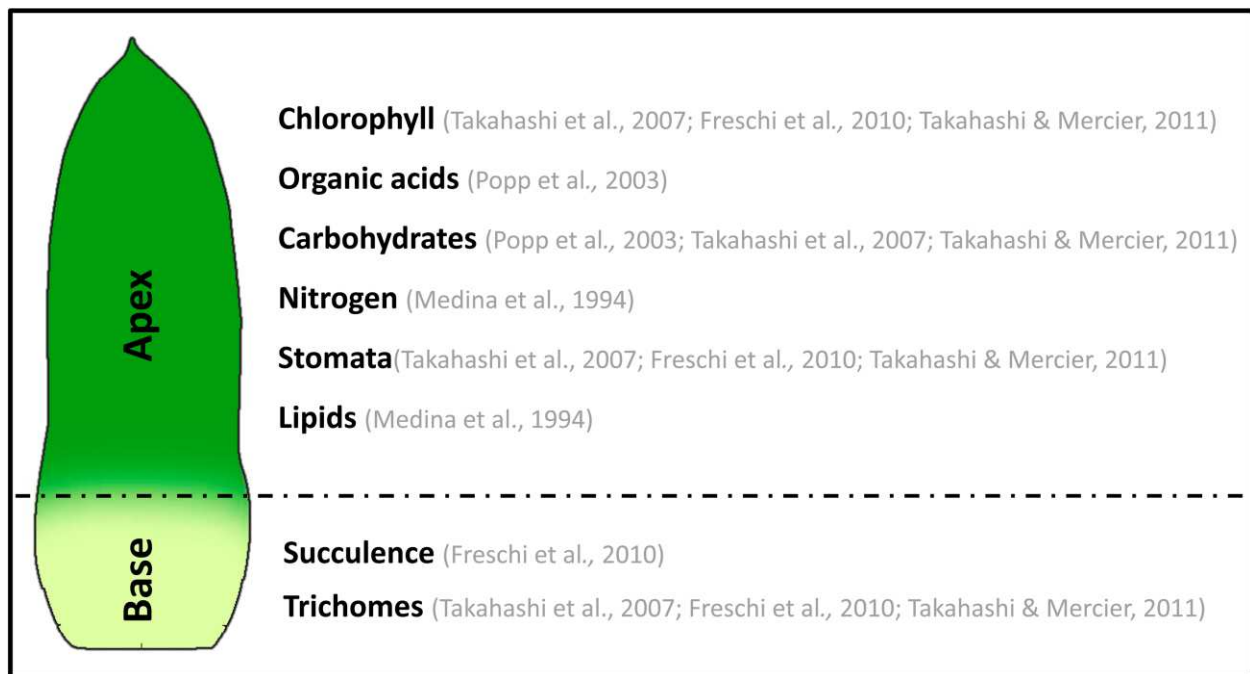 Chlorophyll (Takahashi et al., 2007; Freschi et al., 2010; Takahashi & Mercier, 2011)
Organic acids (Popp et al., 2003)
Carbohydrates (Popp et al., 2003; Takahashi et al., 2007; Takahashi & Mercier, 2011)
Nitrogen (Medina et al., 1994)
Stomata(Takahashi et al., 2007; Freschi et al., 2010; Takahashi & Mercier, 2011)
Lipids (Medina et al., 1994)
Apex
Succulence (Freschi et al., 2010)
Trichomes (Takahashi et al., 2007; Freschi et al., 2010; Takahashi & Mercier, 2011)
Base